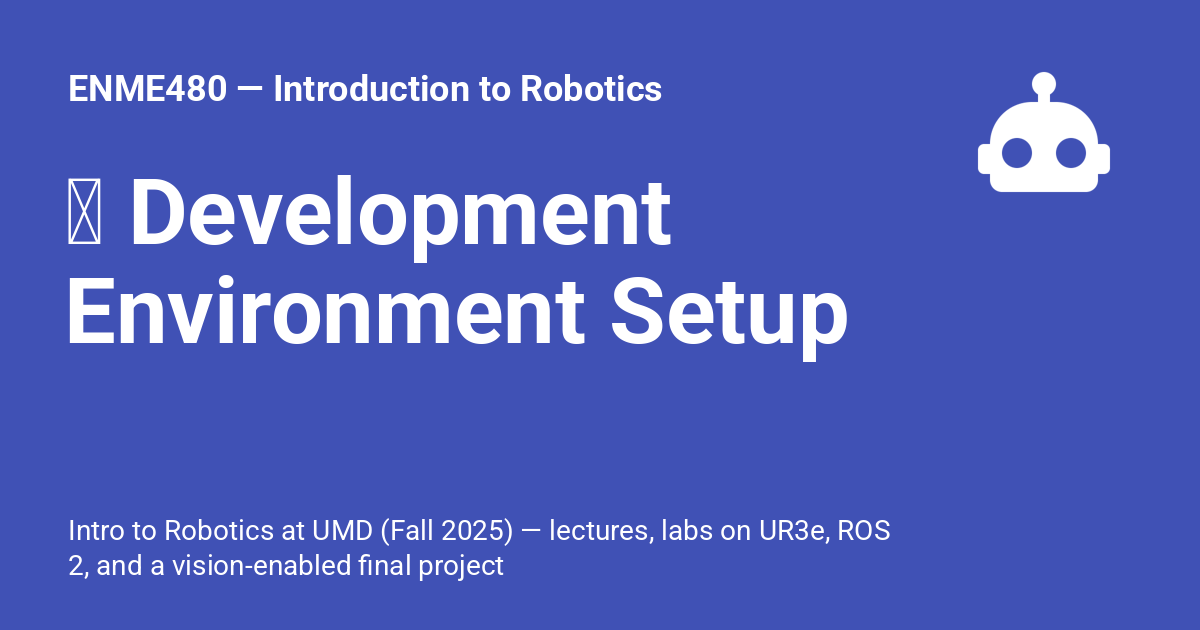 ENME480 — Introduction to Robotics
Development
Environment Setup
Intro to Robotics at UMD (Fall 2025) — lectures, labs on UR3e, ROS
2, and a vision-enabled final project